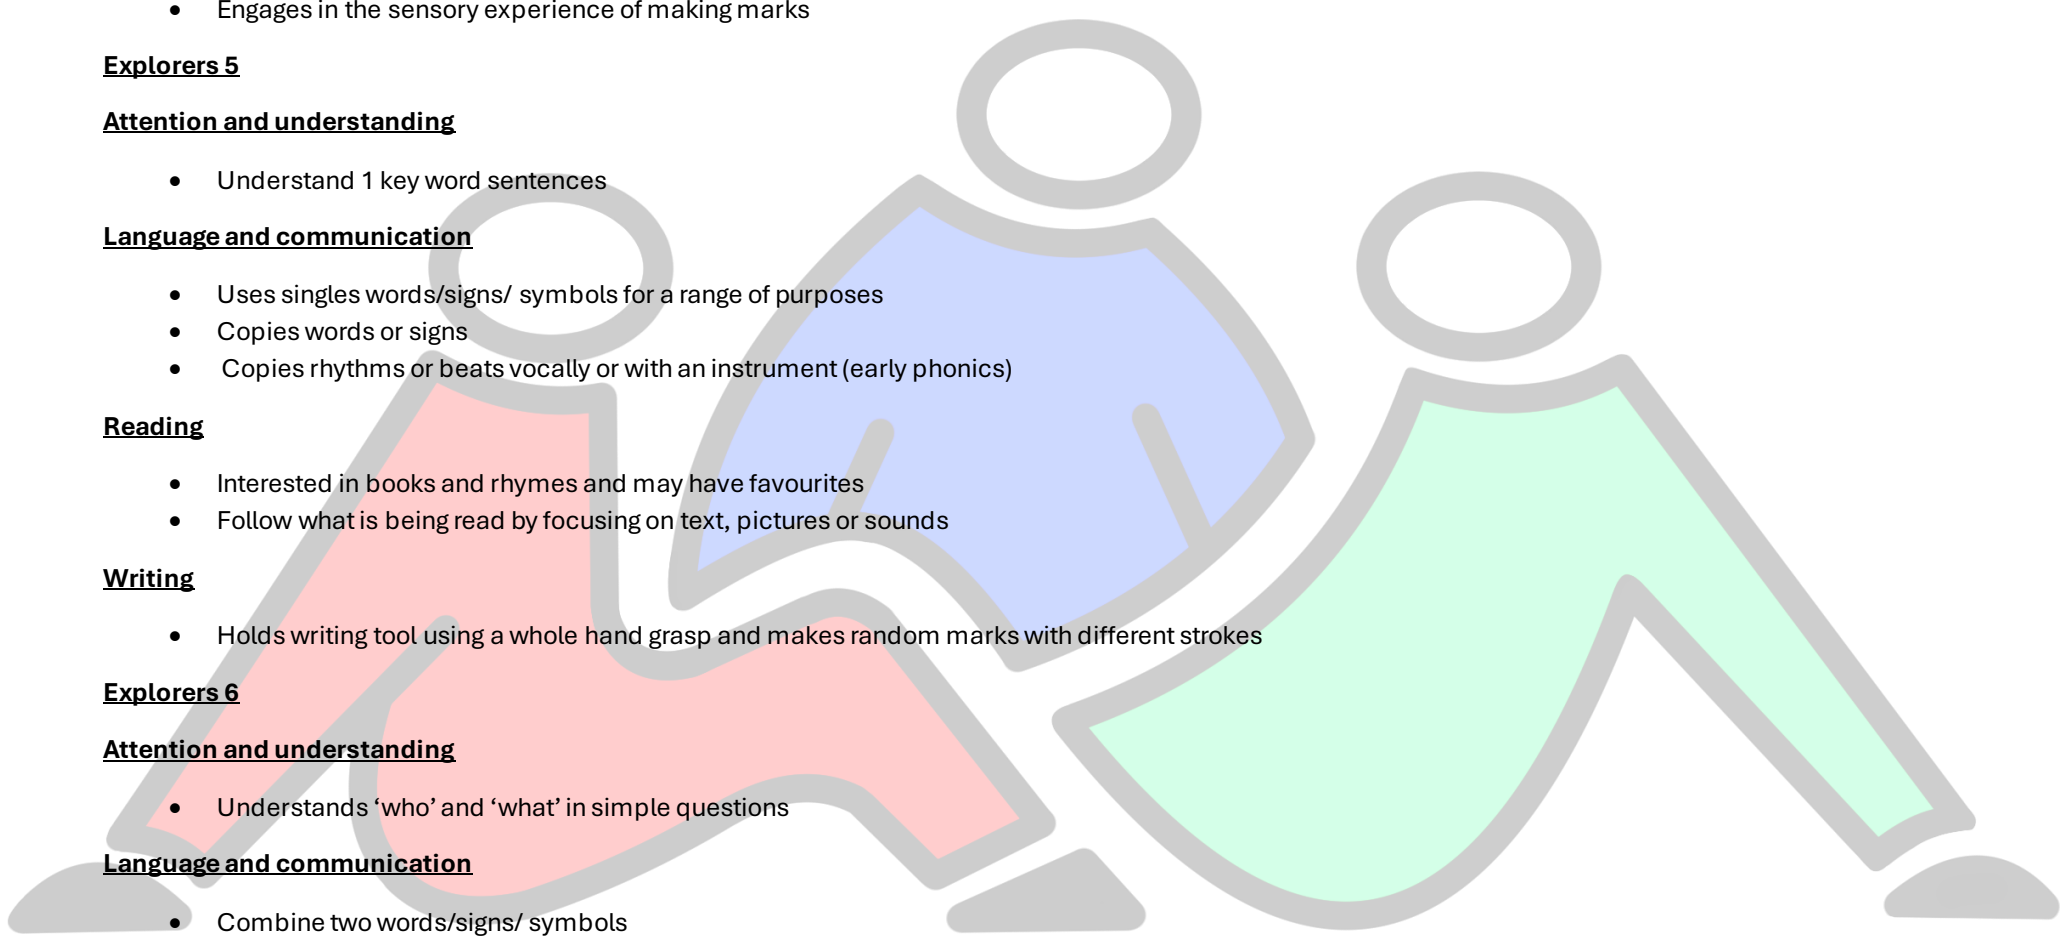 • Engages in the sensory experience of making marks
Explorers 5
Attention and understanding
• Understand 1 key word sentences
Language and communication
• Uses singles words/signs/ symbols for a range of purposes
• Copies words or signs
• Copies rhythms or beats vocally or with an instrument (early phonics)
Reading
• Interested in books and rhymes and may have favourites
• Follow what is being read by focusing on text, pictures or sounds
Writing
• Holds writing tool using a whole hand grasp and makes random marks with different strokes
Explorers 6
Attention and understanding
• Understands ‘who’ and ‘what’ in simple questions
Language and communication
• Combine two words/signs/ symbols